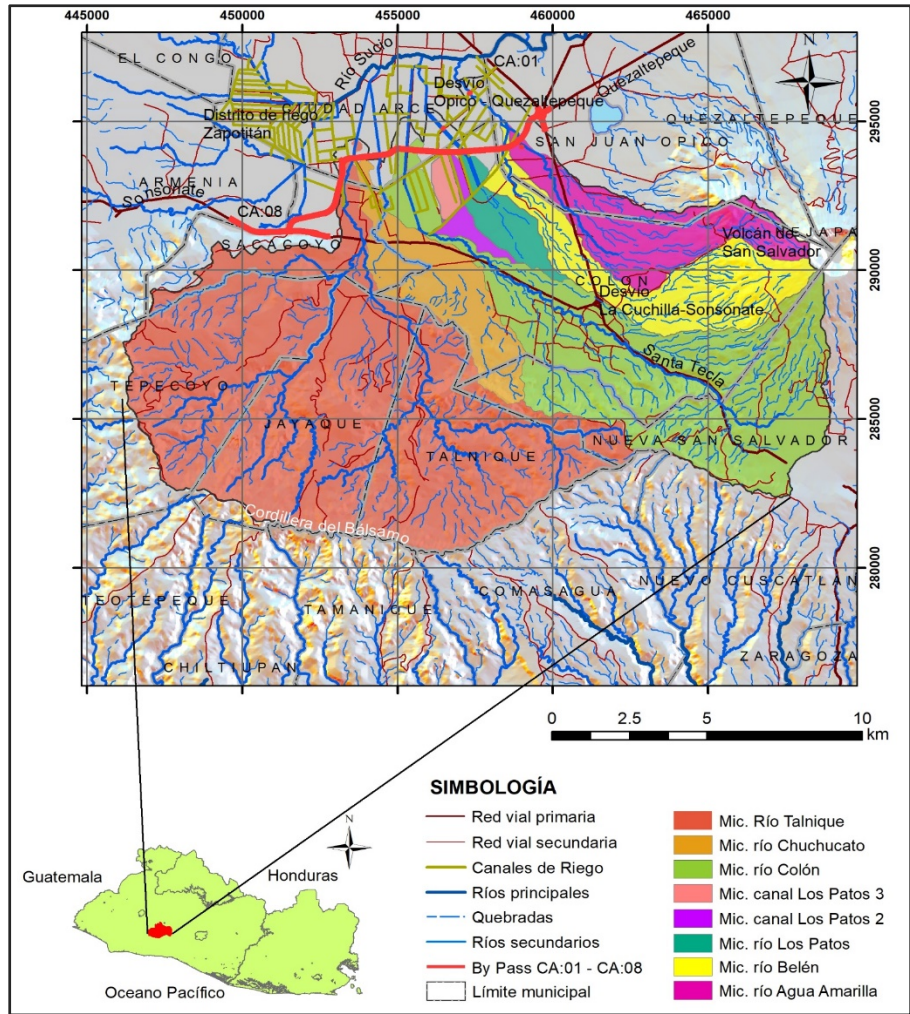 445000 450000 455000 460000 465000
N
EL CONGO
Río Sucio
CA:01
Quezaltepeque
Desvío
Opico - Quezaltepeque
CIUDAD ARCE
Distrito de riego
Zapotitán
295000
295000
QUEZALTEPEQUE
SAN JUAN OPICO
ARMENIA
Sonsonate
CA:08
SACACOYO
Volcán de
San Salvador
EJAPA
290000
290000
COLON
Desvío
La Cuchilla-Sonsonate
Santa Tecla
TEPECOYO
JAYAQUE
TALNIQUE
NUEVA SAN SALVADOR
285000
285000
Cordillera del Bálsamo
280000
280000
TEOTEPEQUE
TAMANIQUE
COMASAGUA
NUEVO CUSCATLAN
CHILTIUPAN
ZARAGOZA
0 2.5 5 10
km
SIMBOLOGÍA
Red vial primaria
Red vial secundaria
Canales de Riego
Ríos principales
Quebradas
Ríos secundarios
By Pass CA:01 - CA:08
Límite municipal
Mic. Río Talnique
Mic. río Chuchucato
Mic. río Colón
Mic. canal Los Patos 3
Mic. canal Los Patos 2
Mic. río Los Patos
Mic. río Belén
Mic. río Agua Amarilla
N
Guatemala
Honduras
Oceano Pacífico